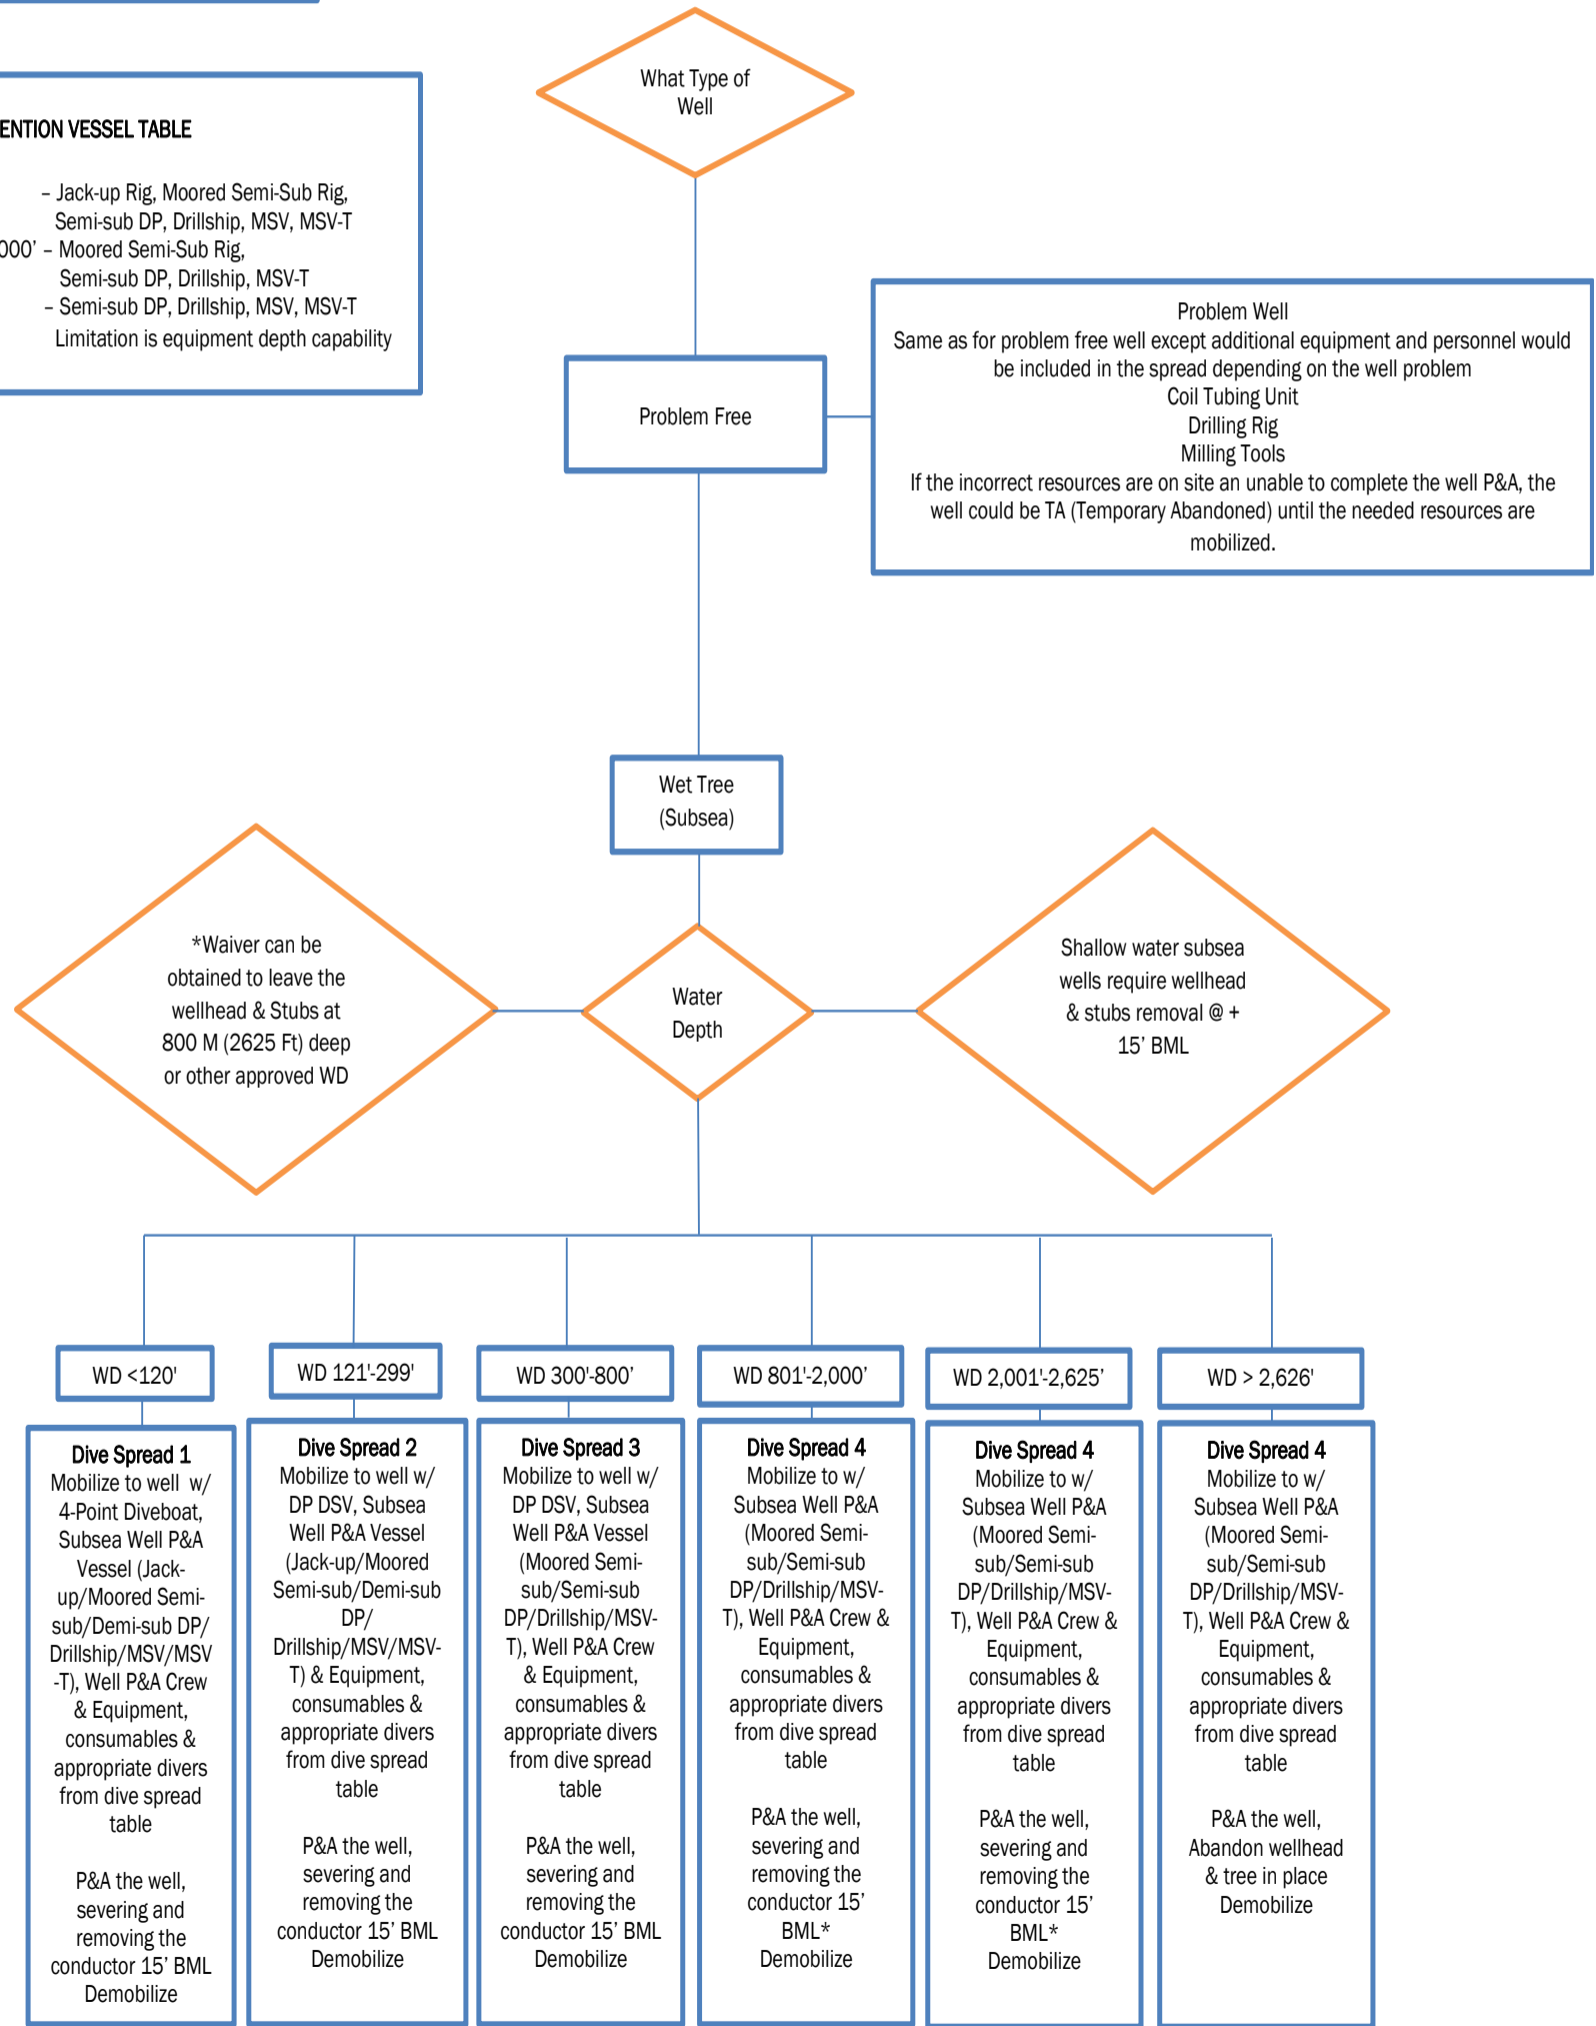 What Type of
Well
VESSEL TABLE
– Jack-up Rig, Moored Semi-Sub Rig,
Semi-sub DP, Drillship, MSV, MSV-T
– Moored Semi-Sub Rig,
Semi-sub DP, Drillship, MSV-T
– Semi-sub DP, Drillship, MSV, MSV-T
Limitation is equipment depth capability
Problem Well
Same as for problem free well except additional equipment and personnel would
be included in the spread depending on the well problem
Coil Tubing Unit
Drilling Rig
Milling Tools
If the incorrect resources are on site an unable to complete the well P&A, the
well could be TA (Temporary Abandoned) until the needed resources are
mobilized.
Problem Free
Wet Tree
(Subsea)
*Waiver can be
obtained to leave the
wellhead & Stubs at
800 M (2625 Ft) deep
or other approved WD
Water
Depth
Shallow water subsea
wells require wellhead
& stubs removal @ +
15’ BML
WD <120'
WD 121'-299'
WD 300'-800’
WD 801'-2,000’
WD 2,001'-2,625’
WD > 2,626'
Dive Spread 1
Mobilize to well w/
4-Point Diveboat,
Subsea Well P&A
Vessel (Jack-
up/Moored Semi-
sub/Demi-sub DP/
Drillship/MSV/MSV
-T), Well P&A Crew
& Equipment,
consumables &
appropriate divers
from dive spread
table
P&A the well,
severing and
removing the
conductor 15’ BML
Demobilize
Dive Spread 2
Mobilize to well w/
DP DSV, Subsea
Well P&A Vessel
(Jack-up/Moored
Semi-sub/Demi-sub
DP/
Drillship/MSV/MSV-
T) & Equipment,
consumables &
appropriate divers
from dive spread
table
P&A the well,
severing and
removing the
conductor 15’ BML
Demobilize
Dive Spread 3
Mobilize to well w/
DP DSV, Subsea
Well P&A Vessel
(Moored Semi-
sub/Semi-sub
DP/Drillship/MSV-
T), Well P&A Crew
& Equipment,
consumables &
appropriate divers
from dive spread
table
P&A the well,
severing and
removing the
conductor 15’ BML
Demobilize
Dive Spread 4
Mobilize to w/
Subsea Well P&A
(Moored Semi-
sub/Semi-sub
DP/Drillship/MSV-
T), Well P&A Crew &
Equipment,
consumables &
appropriate divers
from dive spread
table
P&A the well,
severing and
removing the
conductor 15’
BML*
Demobilize
Dive Spread 4
Mobilize to w/
Subsea Well P&A
(Moored Semi-
sub/Semi-sub
DP/Drillship/MSV-
T), Well P&A Crew &
Equipment,
consumables &
appropriate divers
from dive spread
table
P&A the well,
severing and
removing the
conductor 15’
BML*
Demobilize
Dive Spread 4
Mobilize to w/
Subsea Well P&A
(Moored Semi-
sub/Semi-sub
DP/Drillship/MSV-
T), Well P&A Crew &
Equipment,
consumables &
appropriate divers
from dive spread
table
P&A the well,
Abandon wellhead
& tree in place
Demobilize